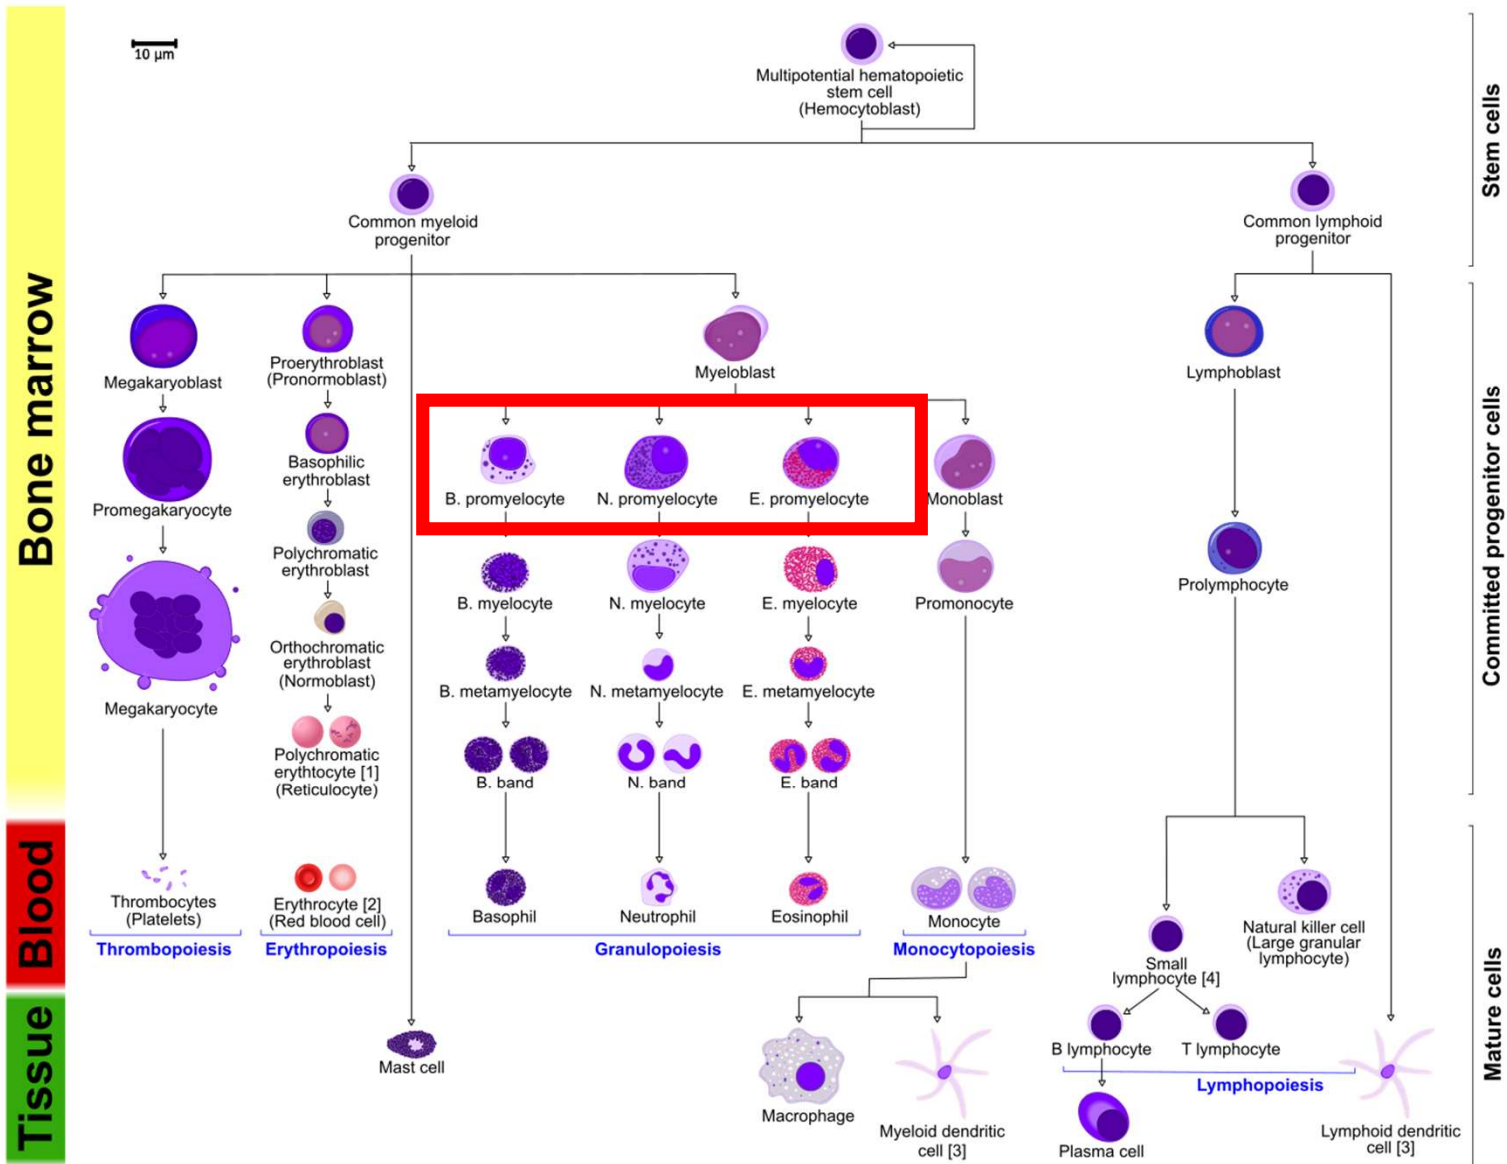 10 µm
Multipotential hematopoietic
stem cell
(Hemocytoblast)
Common myeloid
progenitor
Common lymphoid
progenitor
Megakaryoblast
Proerythroblast
(Pronormoblast)
Myeloblast
Lymphoblast
Promegakaryocyte
Basophilic
erythroblast
B. promyelocyte
N. promyelocyte
E. promyelocyte
Monoblast
Polychromatic
erythroblast
B. myelocyte
N. myelocyte
E. myelocyte
Promonocyte
Prolymphocyte
Megakaryocyte
Orthochromatic
erythroblast
(Normoblast)
B. metamyelocyte
N. metamyelocyte
E. metamyelocyte
Polychromatic
erythtocyte [1]
(Reticulocyte)
B. band
N. band
E. band
Thrombocytes
(Platelets)
Erythrocyte [2]
(Red blood cell)
Basophil
Neutrophil
Eosinophil
Monocyte
Natural killer cell
(Large granular
lymphocyte)
Small
lymphocyte [4]
Thrombopoiesis
Erythropoiesis
Granulopoiesis
Monocytopoiesis
Mast cell
Macrophage
Myeloid dendritic
cell [3]
B lymphocyte
T lymphocyte
Lymphopoiesis
Plasma cell
Lymphoid dendritic
cell [3]
Bone marrow
Blood
Tissue
Stem cells
Committed progenitor cells
Mature cells